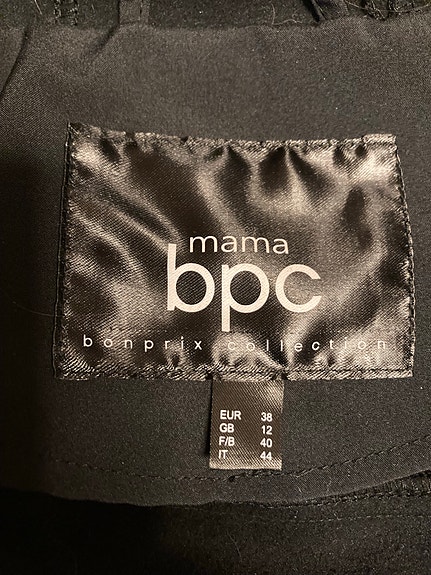 mama
bpc
bonprix collection
EUR 38
GB 12
F/B 40
IT 44